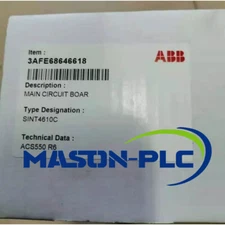 Item :
3AFE68646618
ABB
Description :
MAIN CIRCUIT BOAR
Type Designation :
SINT4610C
MASON-PLC
Technical Data :
ACS550 R6